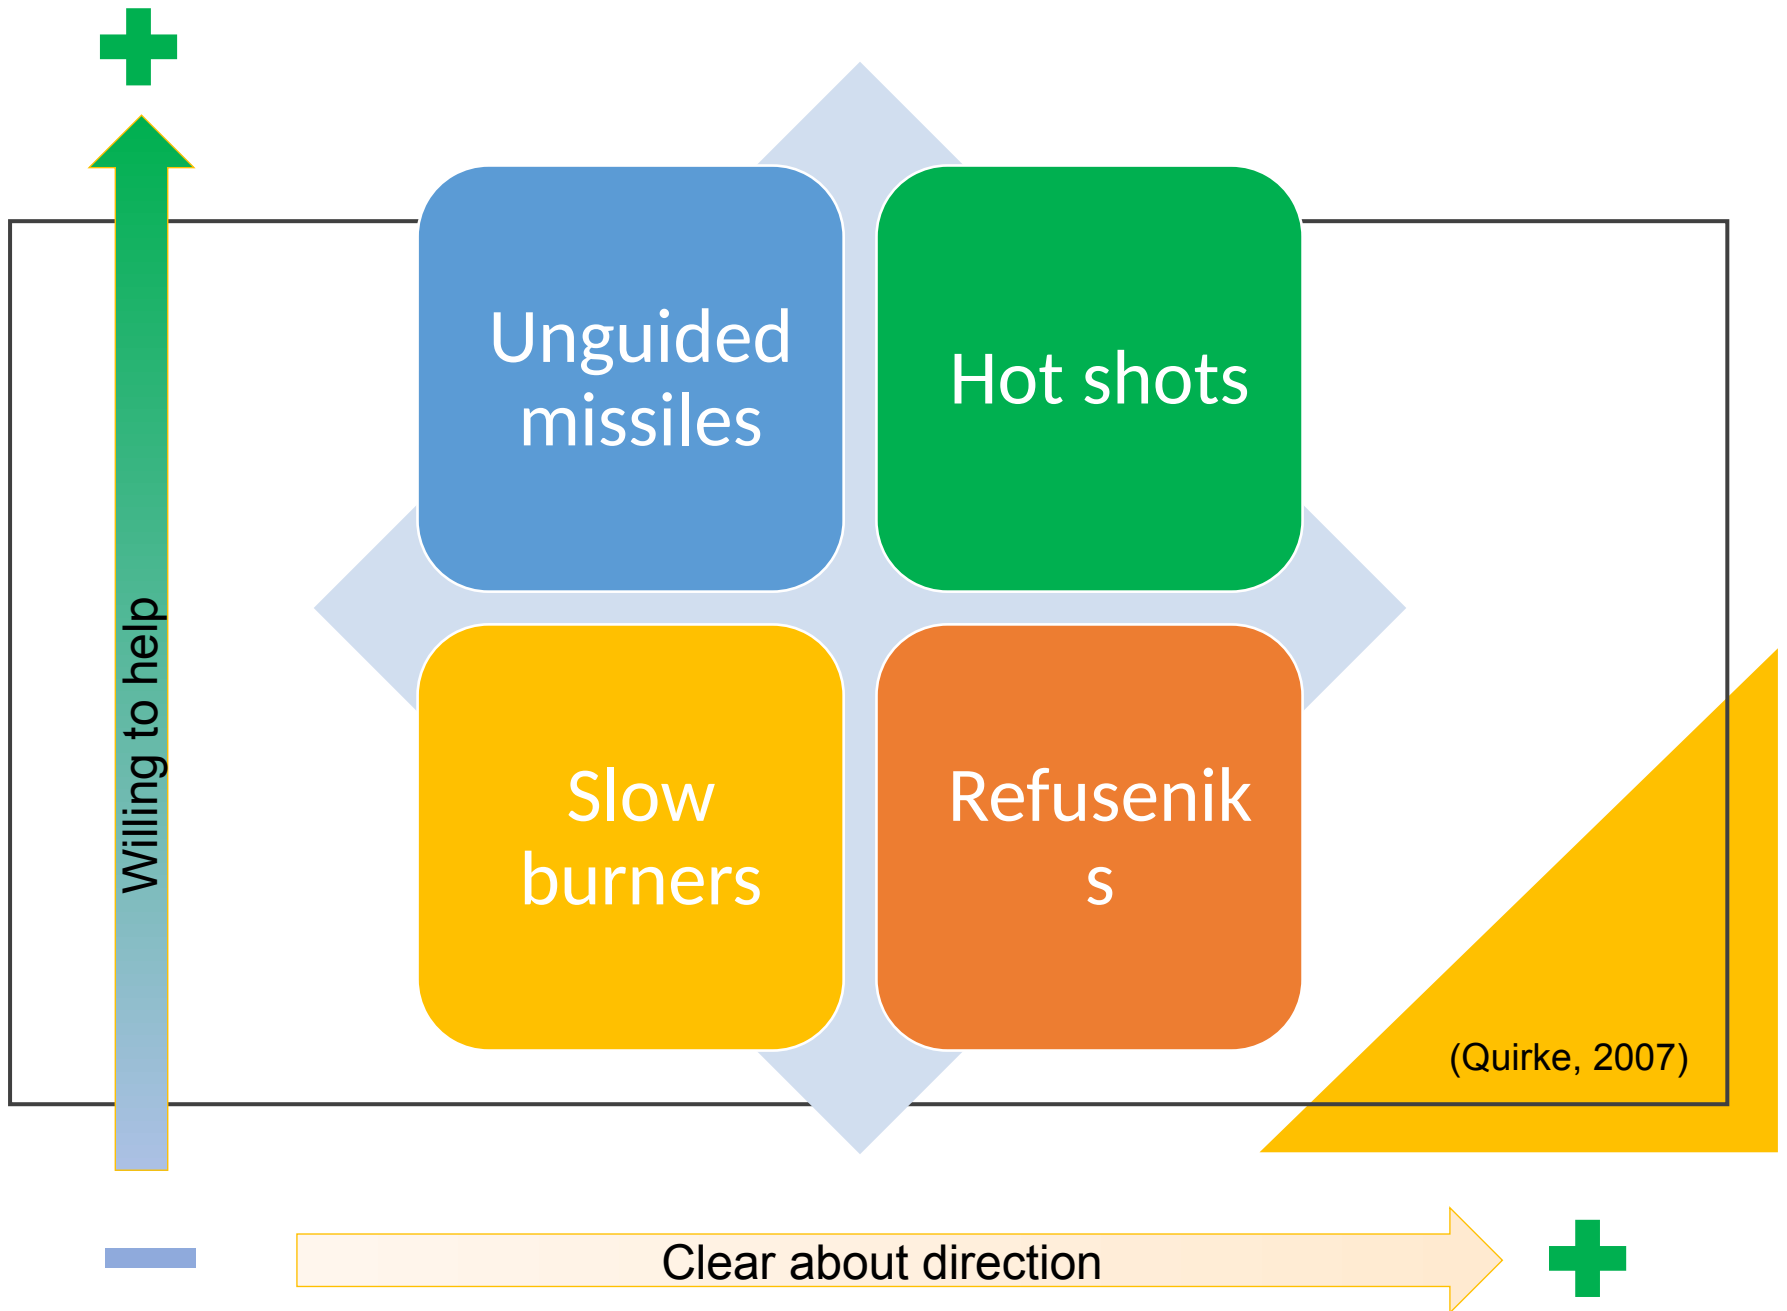 Unguided
missiles
Hot shots
Willing to help
Slow
burners
Refusenik
s
(Quirke, 2007)
Clear about direction